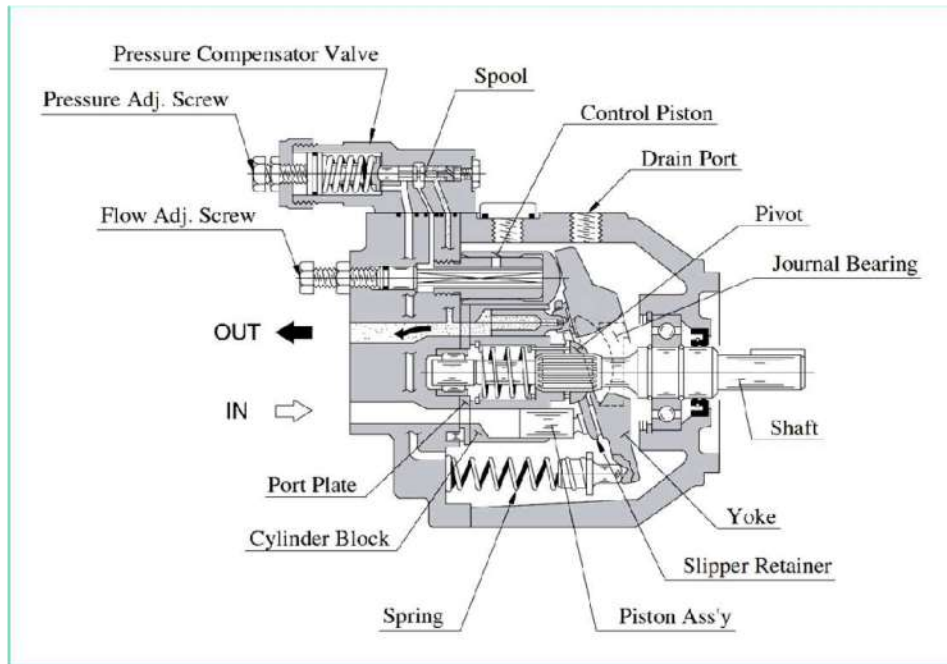 Pressure Compensator Valve
Spool
Pressure Adj. Screw
Control Piston
Drain Port
Flow Adj. Screw
Pivot
Journal Bearing
OUT
IN
Shaft
Port Plate
Yoke
Cylinder Block
Slipper Retainer
Spring
Piston Ass'y